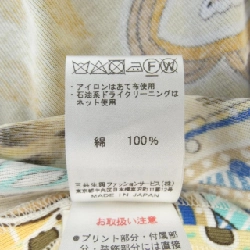 F W
・アイロンはあて布使用
・石油系ドライクリーニングは
ネット使用
綿 100%
MADE IN JAPAN
お取扱い注意
●プリント部分・付属部